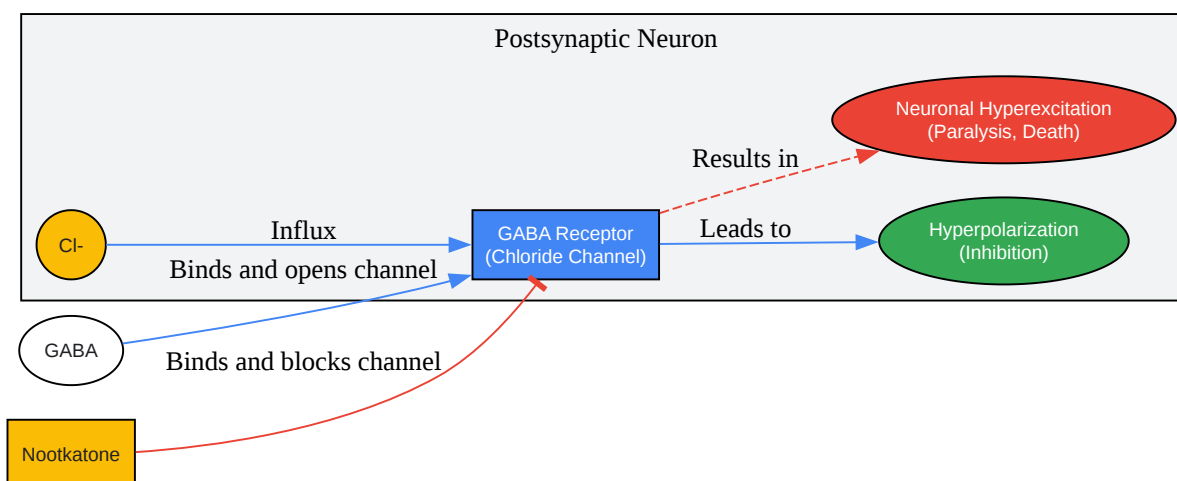 Postsynaptic Neuron
Neuronal Hyperexcitation
(Paralysis, Death)
Results in
Cl-
Influx
GABA Receptor
(Chloride Channel)
Leads to
Hyperpolarization
(Inhibition)
Binds and opens channel
GABA
Binds and blocks channel
Nootkatone